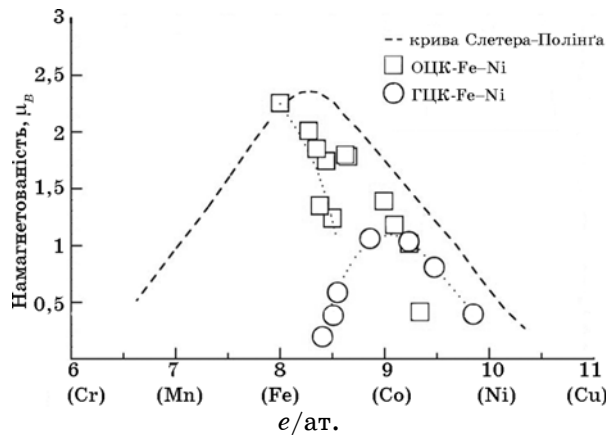 3
2,5
2
1,5
1
0,5
Намагнетованість, μB
крива Слетера–Полінґа
ОЦК-Fe–Ni
ГЦК-Fe–Ni
6 7 8 9 10 11
(Cr) (Mn) (Fe) (Co) (Ni) (Cu)
e/ат.